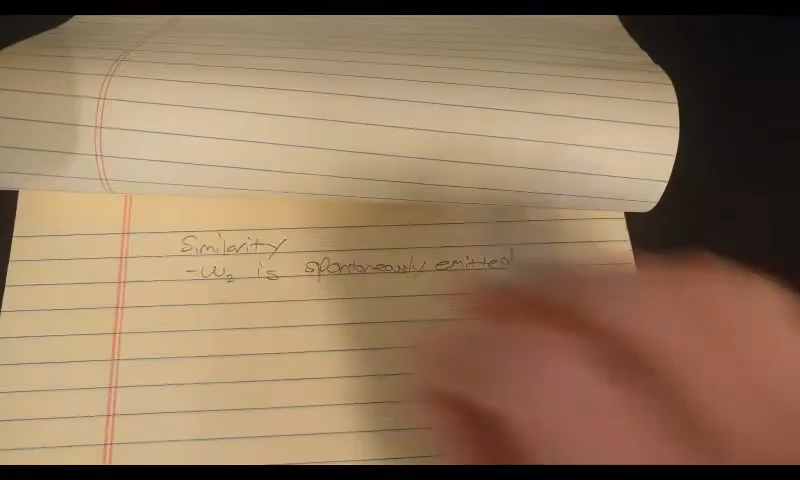 Similarity
- ω₂ is spontaneously emitted